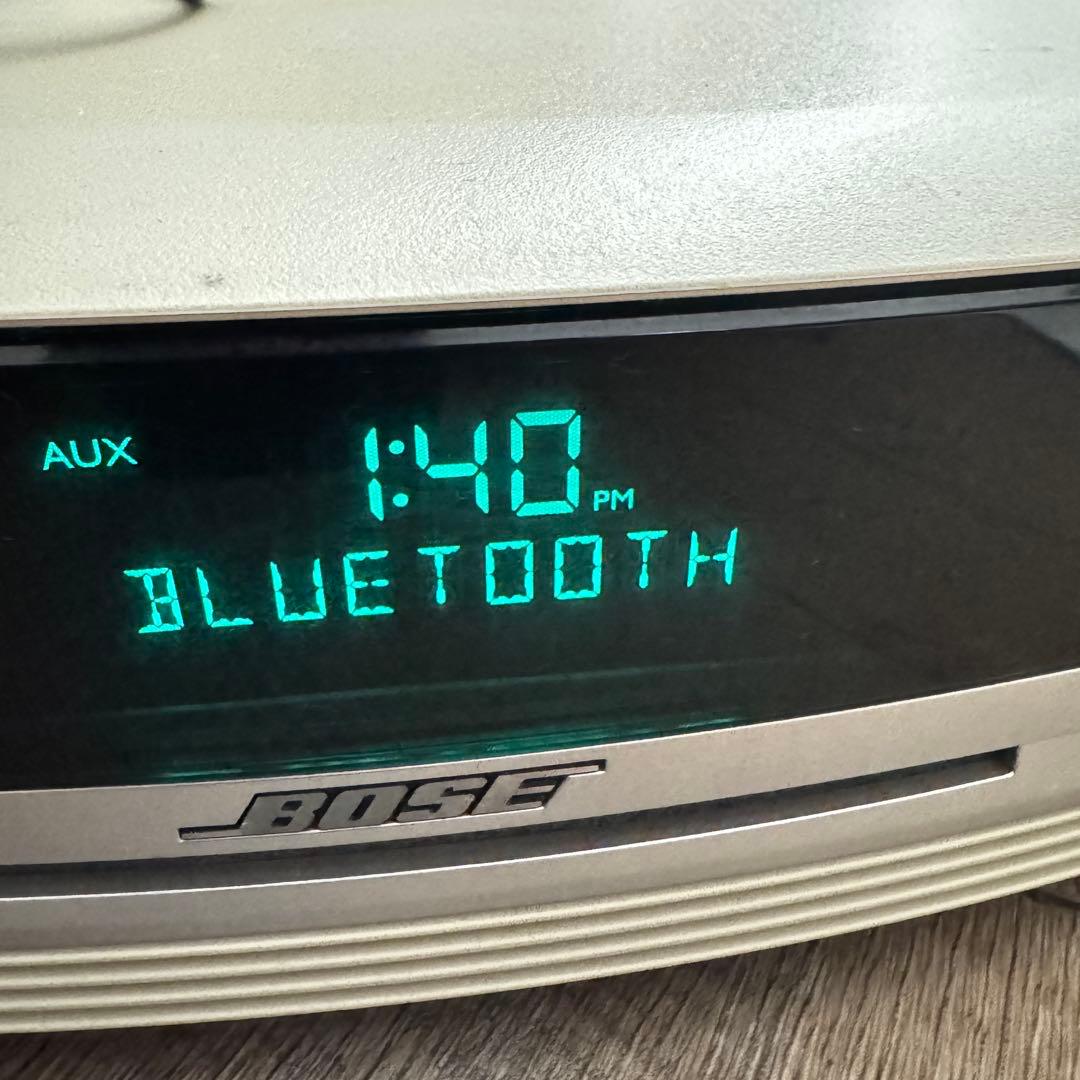 AUX
1:40 PM
BLUETOOTH
BOSE